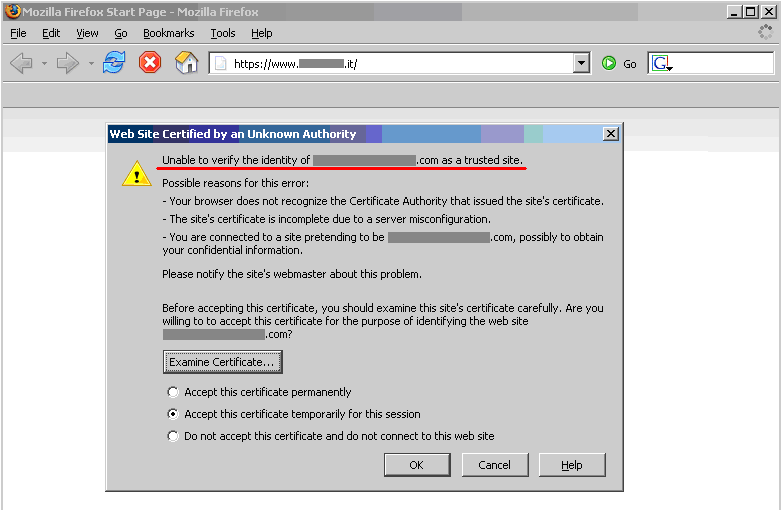 Mozilla Firefox Start Page - Mozilla Firefox
File Edit View Go Bookmarks Tools Help
https://www. .it/ Go G
Web Site Certified by an Unknown Authority
Unable to verify the identity of .com as a trusted site.
Possible reasons for this error:
- Your browser does not recognize the Certificate Authority that issued the site's certificate.
- The site's certificate is incomplete due to a server misconfiguration.
- You are connected to a site pretending to be .com, possibly to obtain
your confidential information.
Please notify the site's webmaster about this problem.
Before accepting this certificate, you should examine this site's certificate carefully. Are you
willing to to accept this certificate for the purpose of identifying the web site
.com?
Examine Certificate...
Accept this certificate permanently
Accept this certificate temporarily for this session
Do not accept this certificate and do not connect to this web site
OK Cancel Help